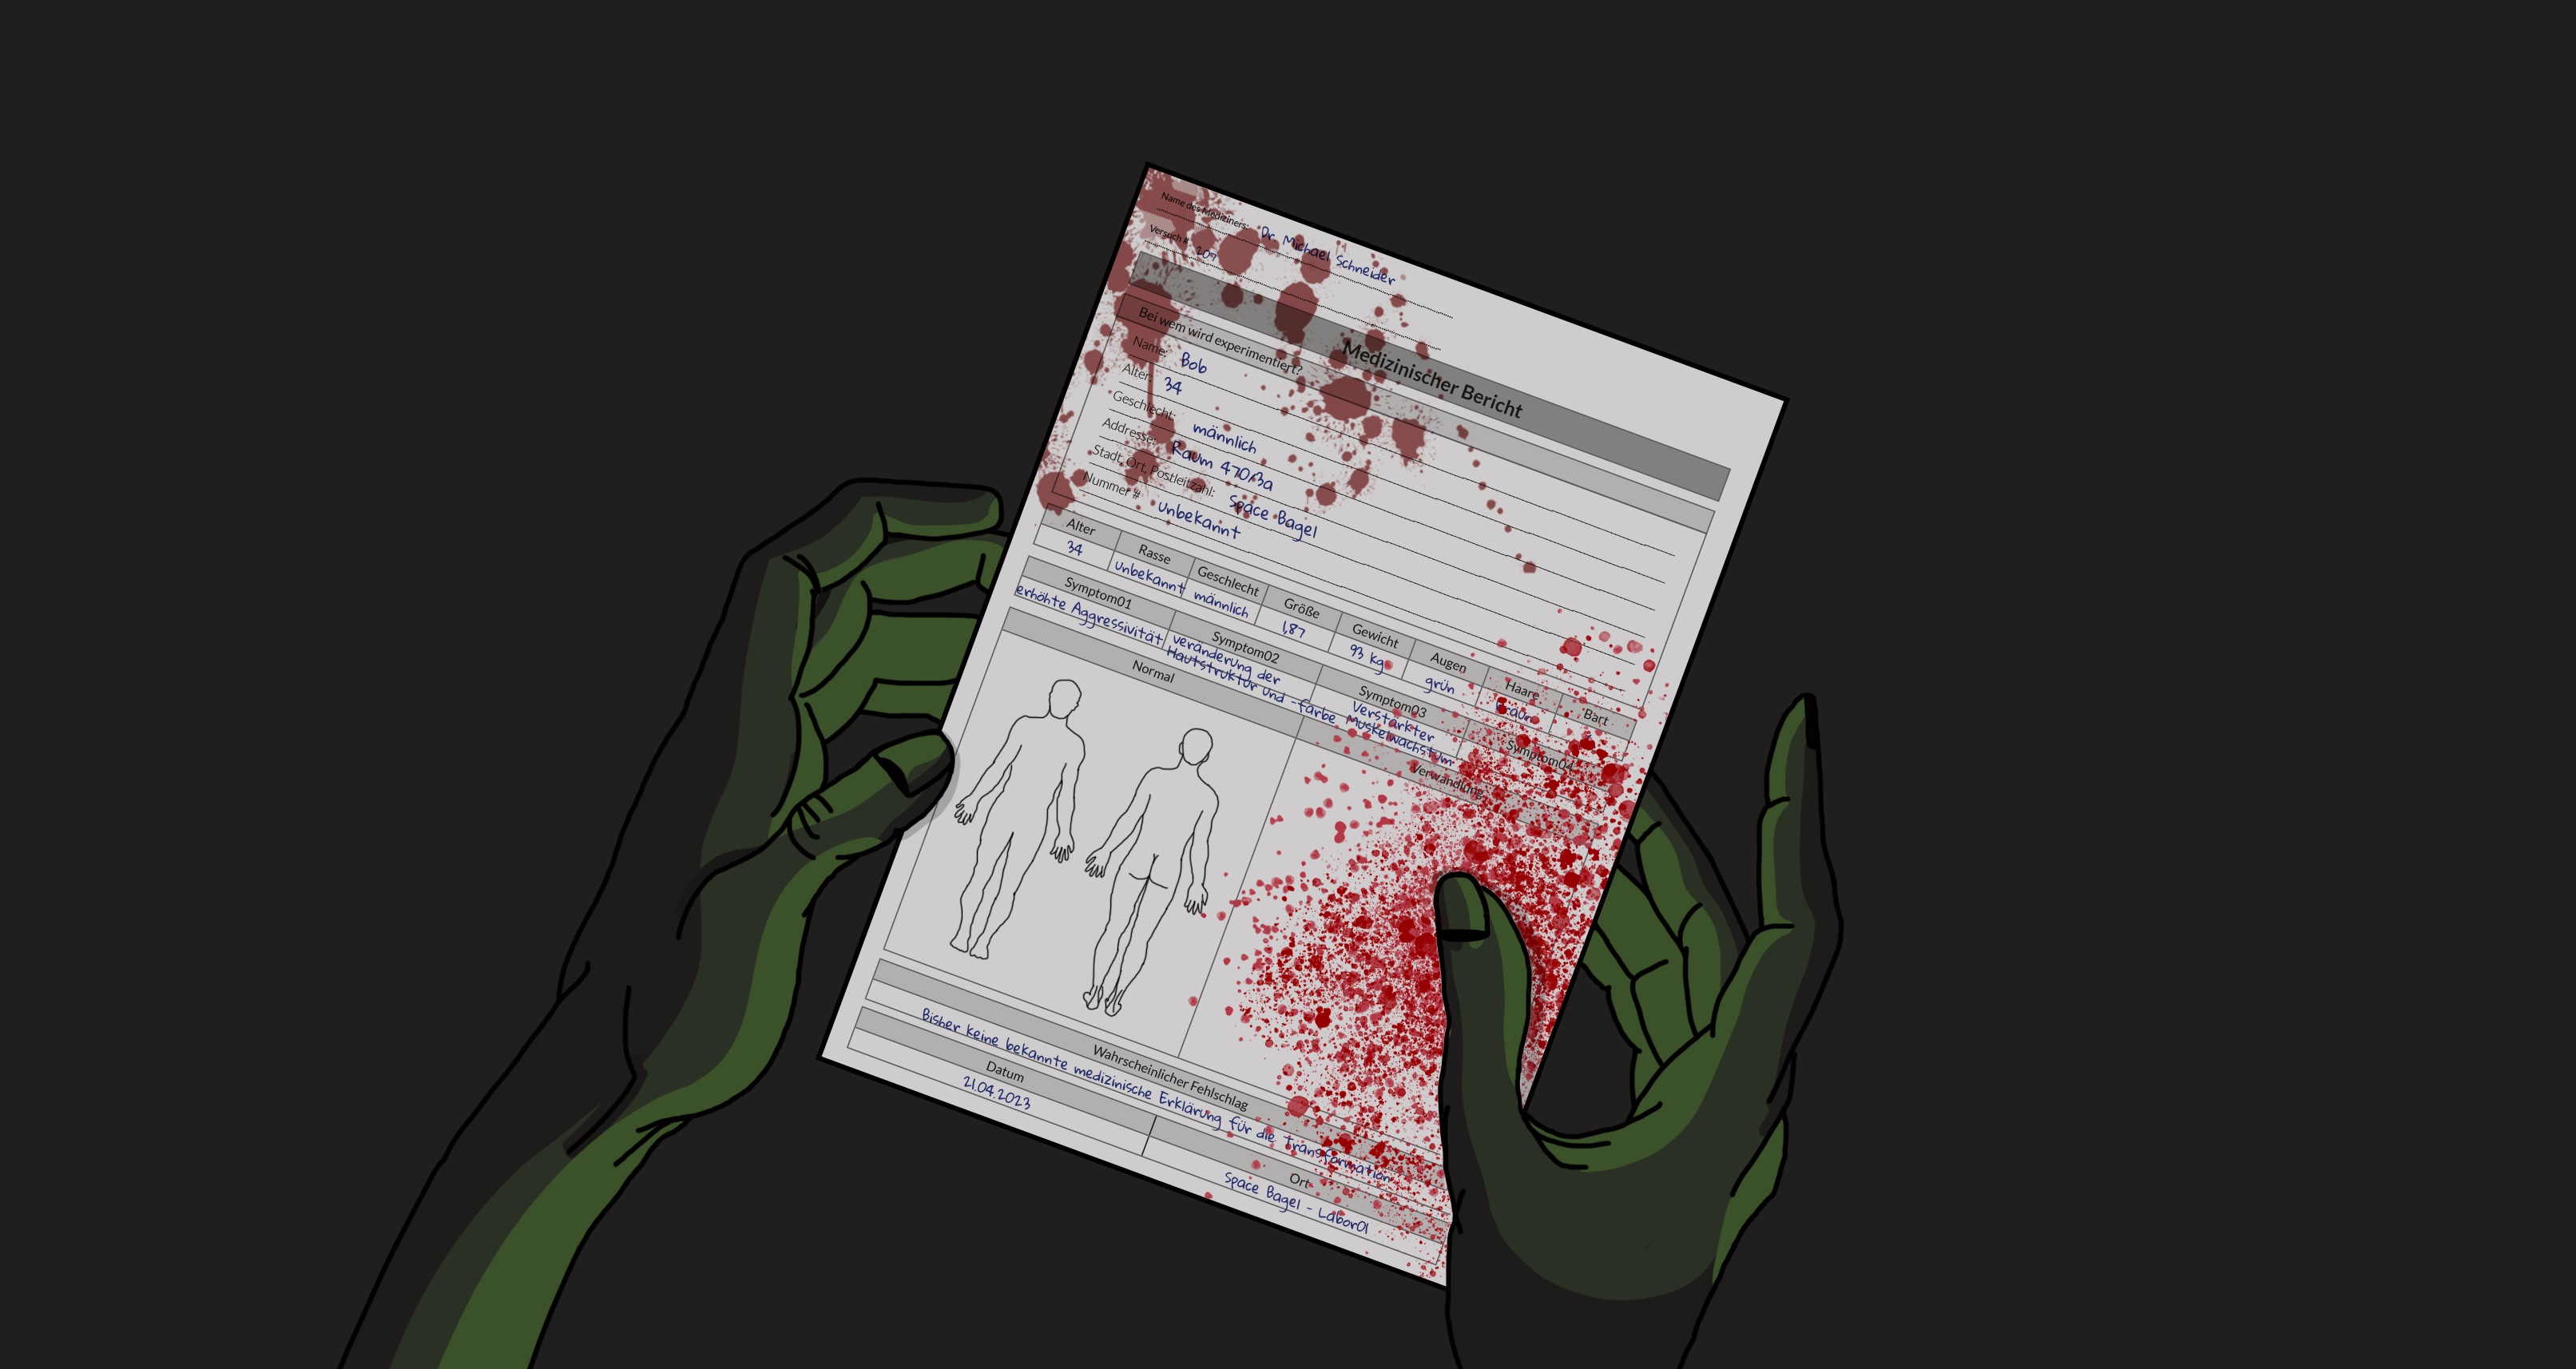 Name des Mediziners: Dr. Michael Schneider
Versuch #
Medizinischer Bericht
Bei wem wird experimentiert?
Name: Bob
Alter: 34
Geschlecht: männlich
Addresse: Raum
Stadt, Ort, Postleitzahl: Space Bagel
Nummer # unbekannt
Alter Rasse Geschlecht Größe Gewicht Augen Haare Bart
34 unbekannt männlich 1,87 93 kg grün
Symptom01 Symptom02 Symptom03 Symptom04
erhöhte Aggressivität veränderung der Verstärkter
Hautstruktur und -farbe Muskelwachstum
Normal Verwandlung
Wahrscheinlicher Fehlschlag
Bisher keine bekannte medizinische Erklärung für die transformation
Datum Ort
21.04.2023 Space Bagel - Labor01